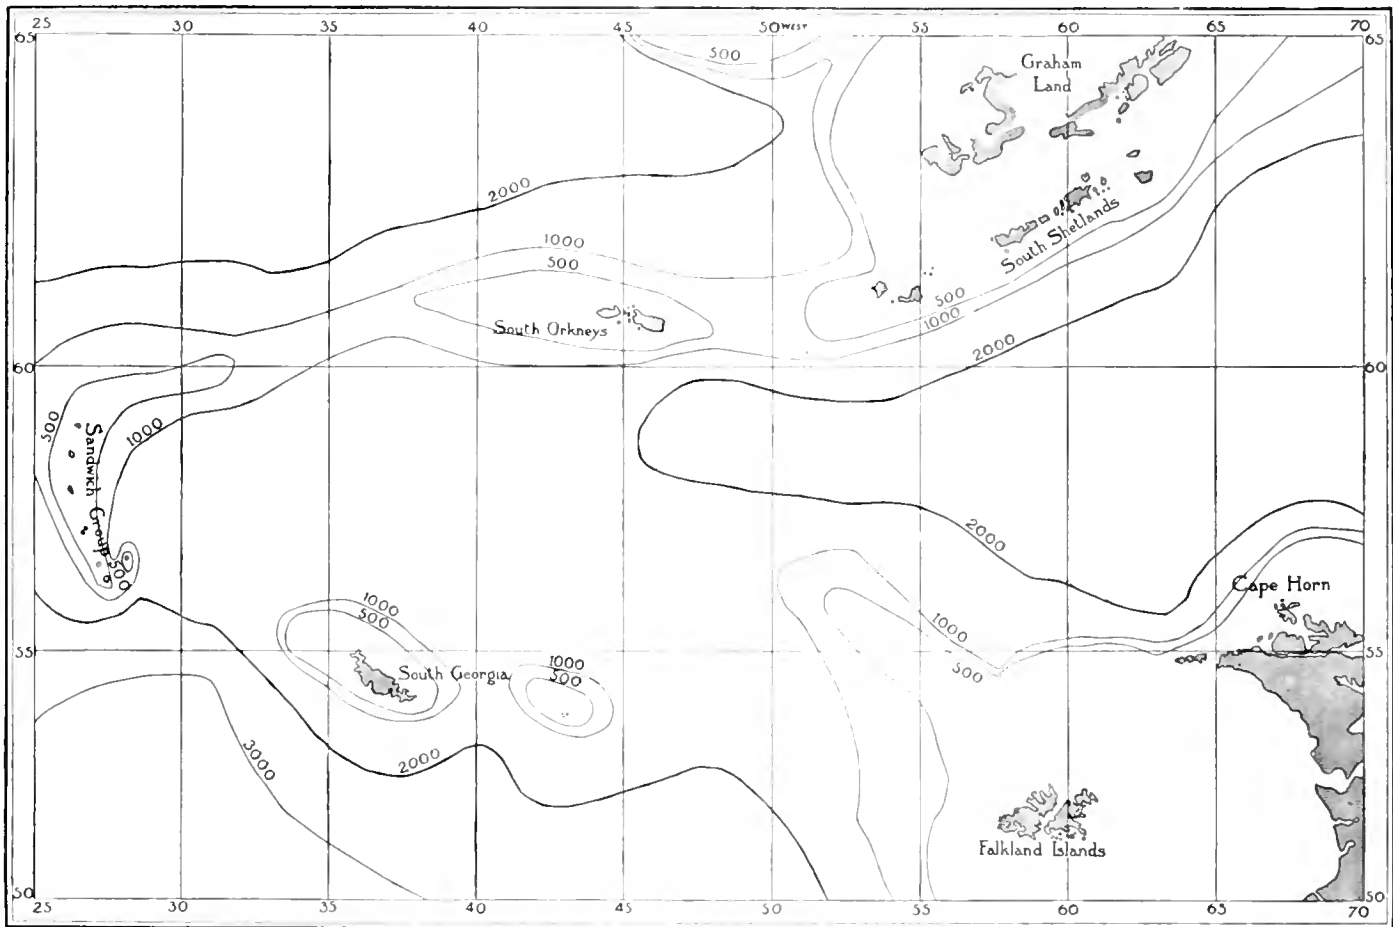 25 30 35 40 45 50 WEST 55 60 65 70
65 65
500
Graham
Land
2000
1000
500
South Shetlands
South Orkneys
500
1000
2000
60 60
500
Sandwich Group
1000
500
2000
1000
500
Cape Horn
1000
500
55 55
South Georgia
1000
500
3000
2000
Falkland Islands
50 50
25 30 35 40 45 50 55 60 65 70